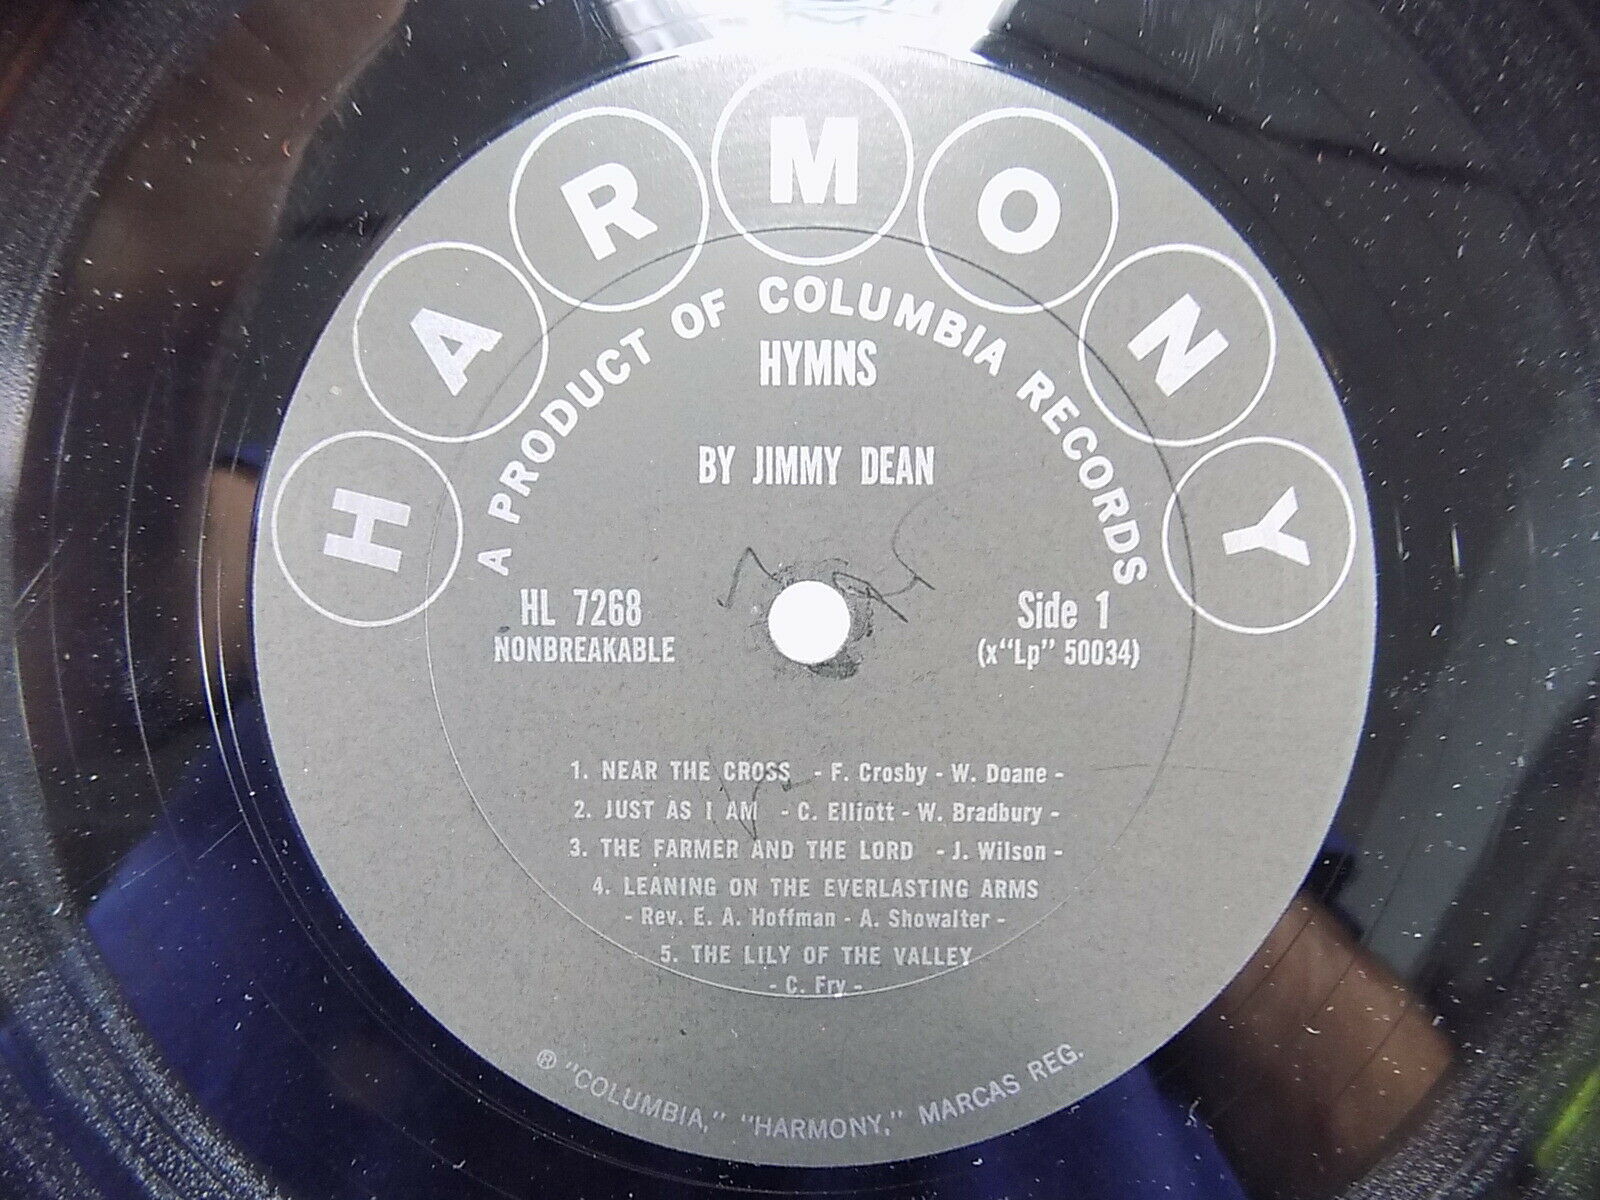 HARMONY
A PRODUCT OF COLUMBIA RECORDS
HYMNS
BY JIMMY DEAN
HL 7268
NONBREAKABLE
Side 1
(x"Lp" 50034)
1. NEAR THE CROSS - F. Crosby - W. Doane -
2. JUST AS I AM - C. Elliott - W. Bradbury -
3. THE FARMER AND THE LORD - J. Wilson -
4. LEANING ON THE EVERLASTING ARMS
- Rev. E. A. Hoffman - A. Showalter -
5. THE LILY OF THE VALLEY
- C. Fry -
® "COLUMBIA," "HARMONY," MARCAS REG.